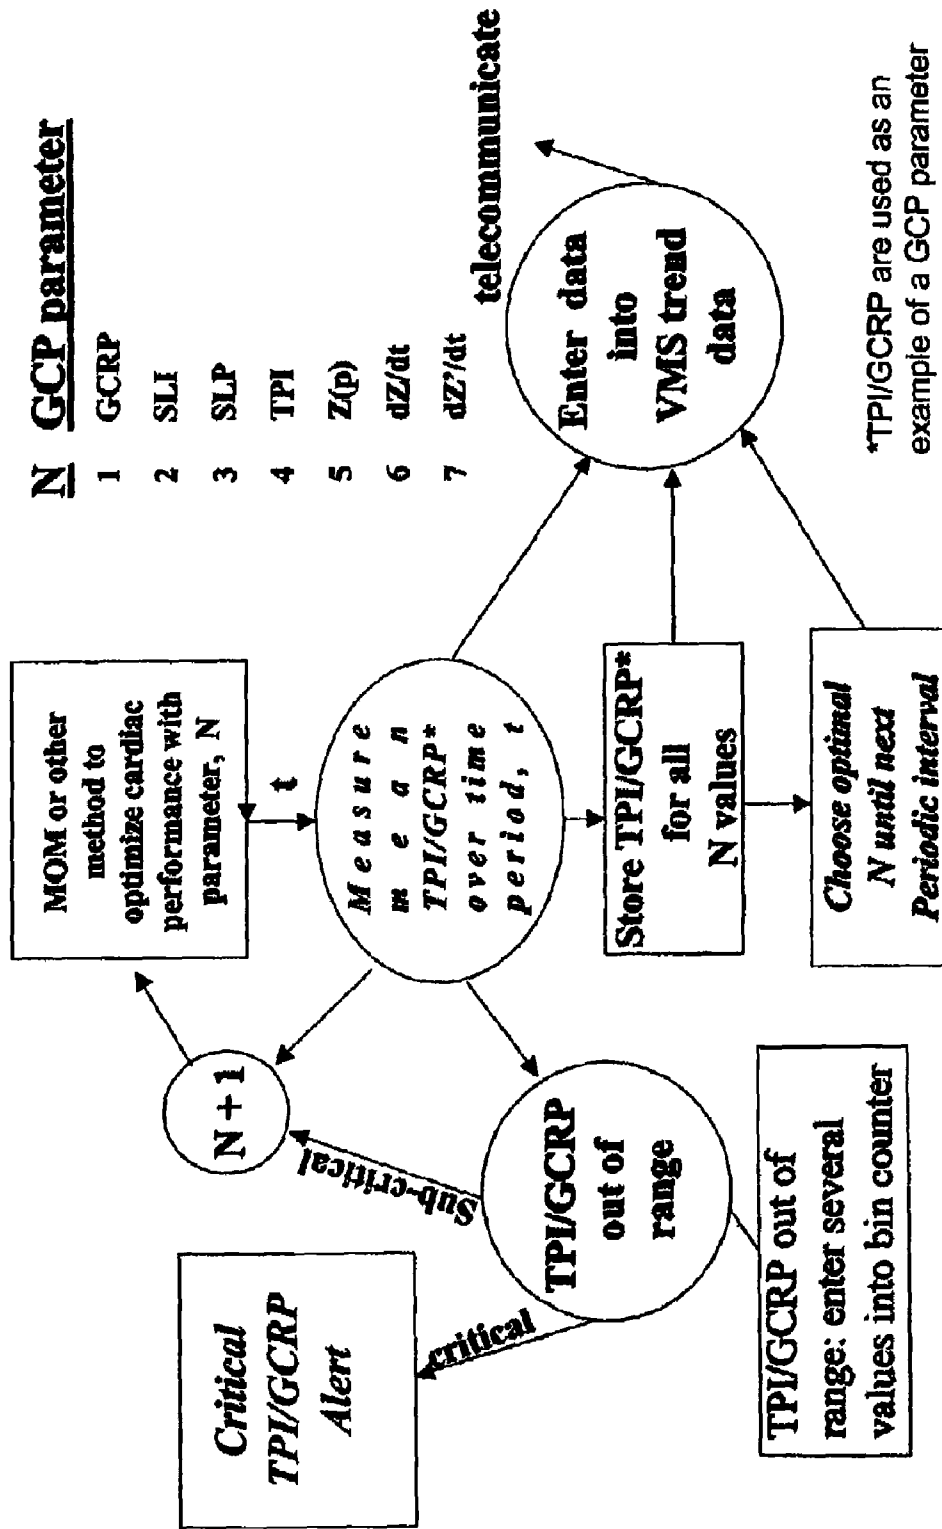 Critical
TPI/GCRP
Alert
critical
Sub-critical
N + 1
TPI/GCRP
out of
range
TPI/GCRP out of
range: enter several
values into bin counter
MOM or other
method to
optimize cardiac
performance with
parameter, N
t
Measure
mean
TPI/GCRP*
over time
period, t
Store TPI/GCRP*
for all
N values
Choose optimal
N until next
Periodic interval
N GCP parameter
1 GCRP
2 SLI
3 SLP
4 TPI
5 Z(p)
6 dZ/dt
7 dZ'/dt
telecommunicate
Enter data
into
VMS trend
data
*TPI/GCRP are used as an
example of a GCP parameter